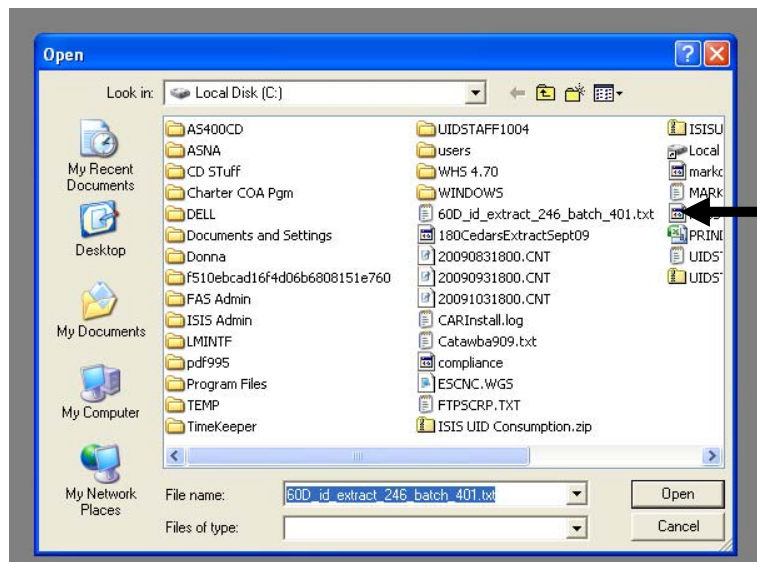 Open
Look in:
Local Disk (C:)
My Recent
Documents
Desktop
My Documents
My Computer
My Network
Places
AS400CD
ASNA
CD STuff
Charter COA Pgm
DELL
Documents and Settings
Donna
f510ebcad16f4d06b6808151e760
FAS Admin
ISIS Admin
LMINTF
pdf995
Program Files
TEMP
TimeKeeper
UIDSTAFF1004
users
WHS 4.70
WINDOWS
60D_id_extract_246_batch_401.txt
180CedarsExtractSept09
20090831800.CNT
20090931800.CNT
20091031800.CNT
CARInstall.log
Catawba909.txt
compliance
ESCNC.WGS
FTPSCRP.TXT
ISIS UID Consumption.zip
ISISU
Local
markc
MARK
PRINI
UIDS
UIDS
File name:
60D_id_extract_246_batch_401.txt
Open
Files of type:
Cancel